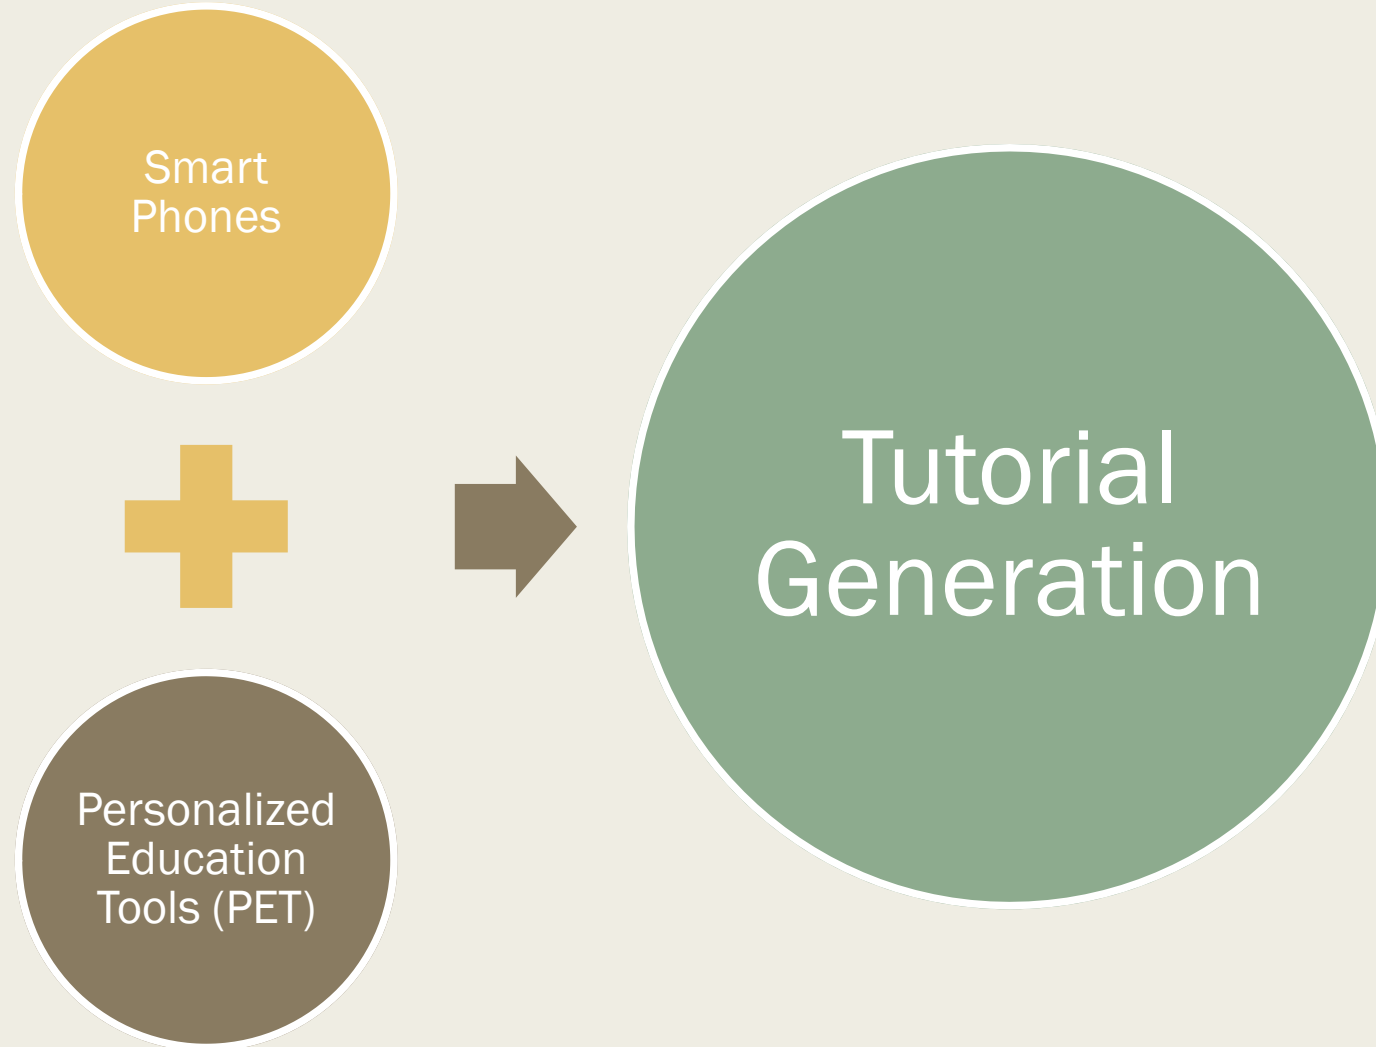 Smart
Phones
Personalized
Education
Tools (PET)
Tutorial
Generation